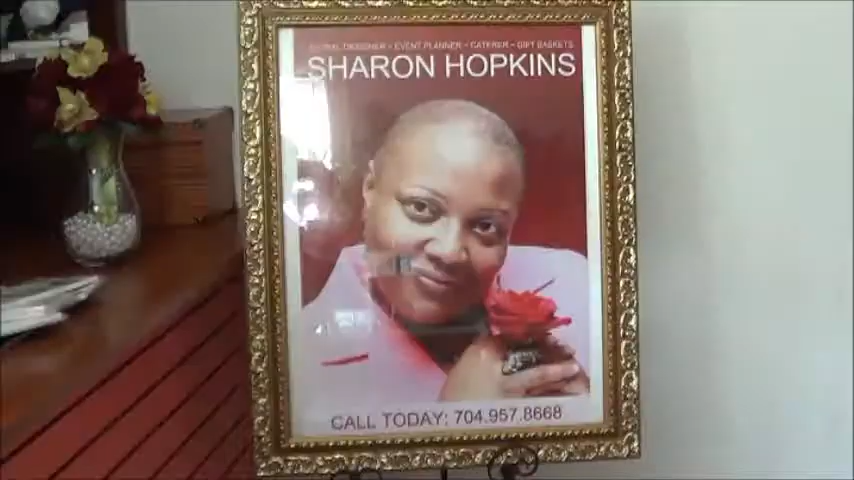 FLORAL DESIGNER • EVENT PLANNER • CATERER • GIFT BASKETS
SHARON HOPKINS
CALL TODAY: 704.957.8668